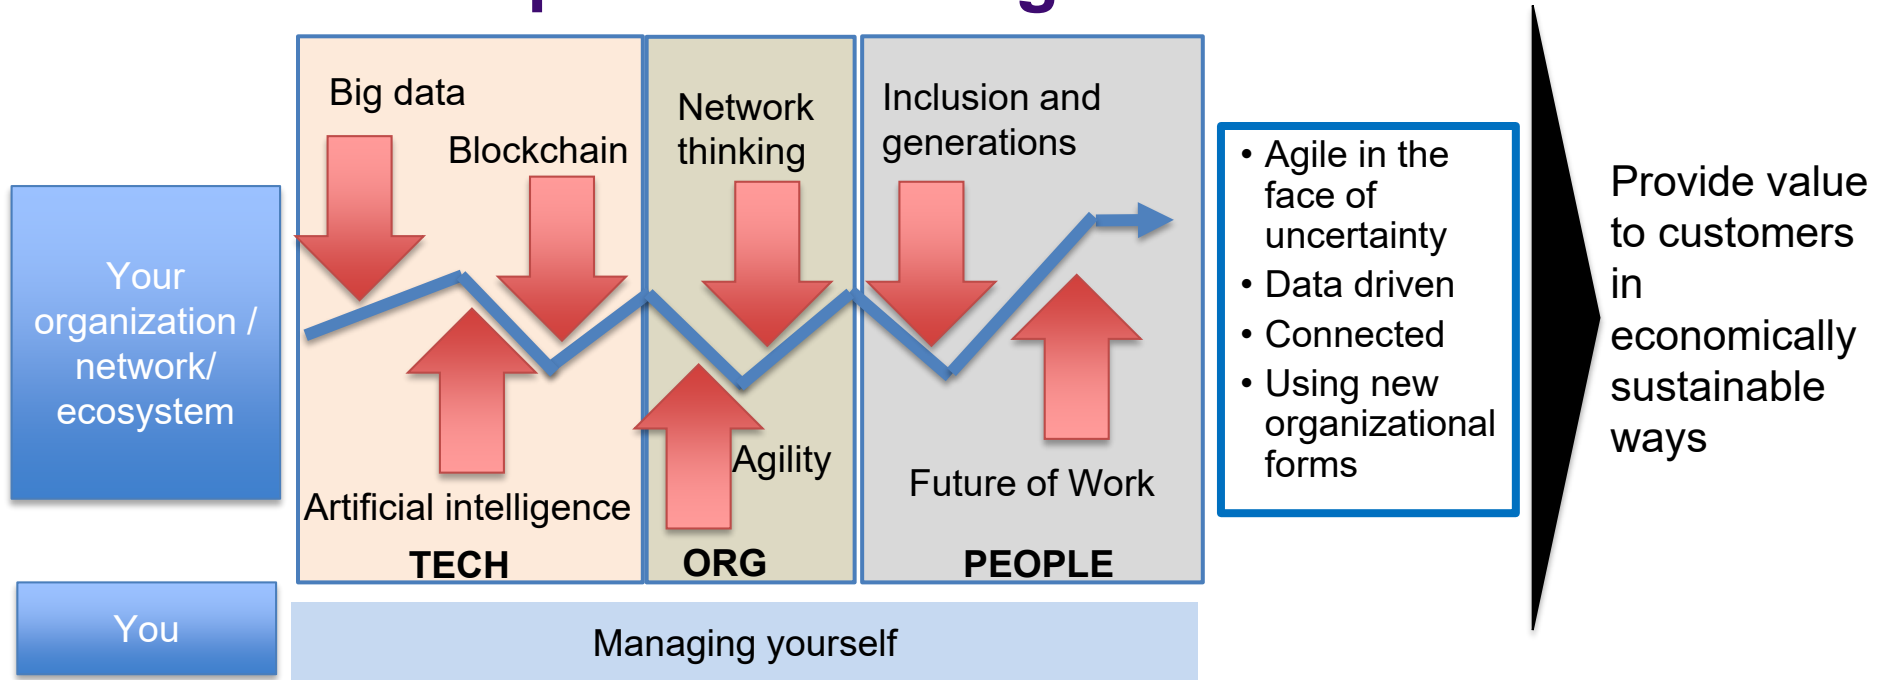 Big data
Blockchain
Artificial intelligence
TECH
Network
thinking
Agility
ORG
Inclusion and
generations
Future of Work
PEOPLE
Your
organization /
network/
ecosystem
• Agile in the
face of
uncertainty
• Data driven
• Connected
• Using new
organizational
forms
Provide value
to customers
in
economically
sustainable
ways
You
Managing yourself